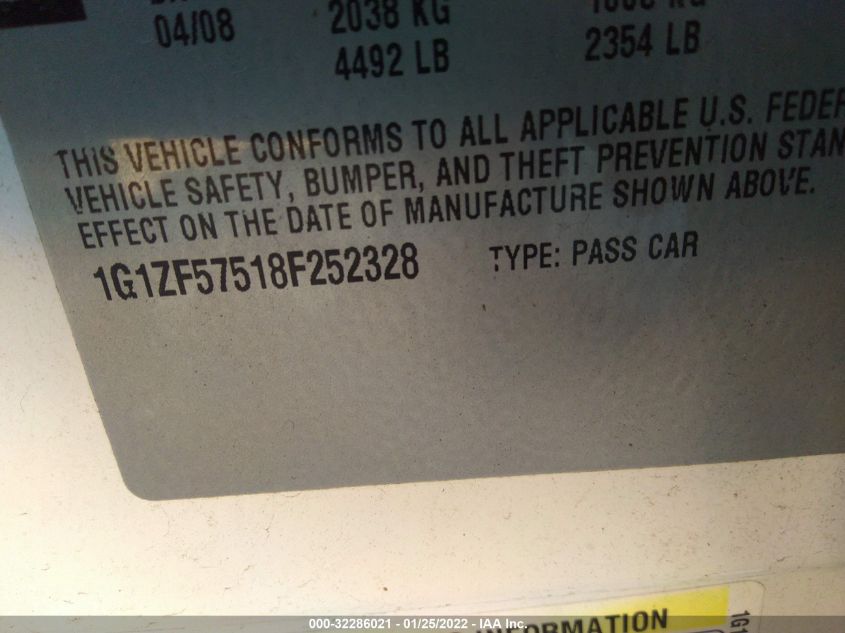 04/08 2038 KG
4492 LB 2354 LB
THIS VEHICLE CONFORMS TO ALL APPLICABLE U.S. FEDER
VEHICLE SAFETY, BUMPER, AND THEFT PREVENTION STAN
EFFECT ON THE DATE OF MANUFACTURE SHOWN ABOVE.
1G1ZF57518F252328 TYPE: PASS CAR
INFORMATION
000-32286021 - 01/25/2022 - IAA Inc.